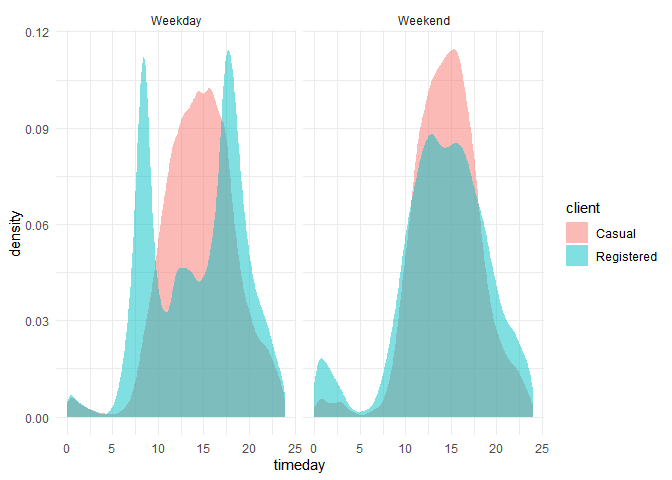 Weekday Weekend
0.12
0.09
0.06
0.03
0.00
density
0 5 10 15 20 25 0 5 10 15 20 25
timeday
client
Casual
Registered